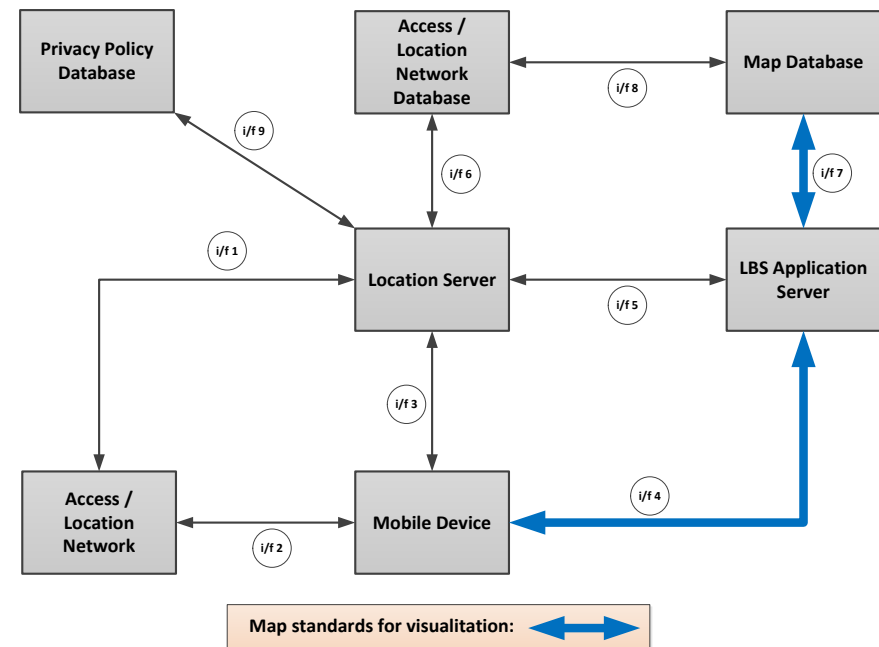 Privacy Policy
Database
Access /
Location
Network
Database
Map Database
i/f 8
i/f 9
i/f 6
i/f 7
i/f 1
Location Server
LBS Application
Server
i/f 5
i/f 3
Access /
Location
Network
Mobile Device
i/f 4
i/f 2
Map standards for visualitation: